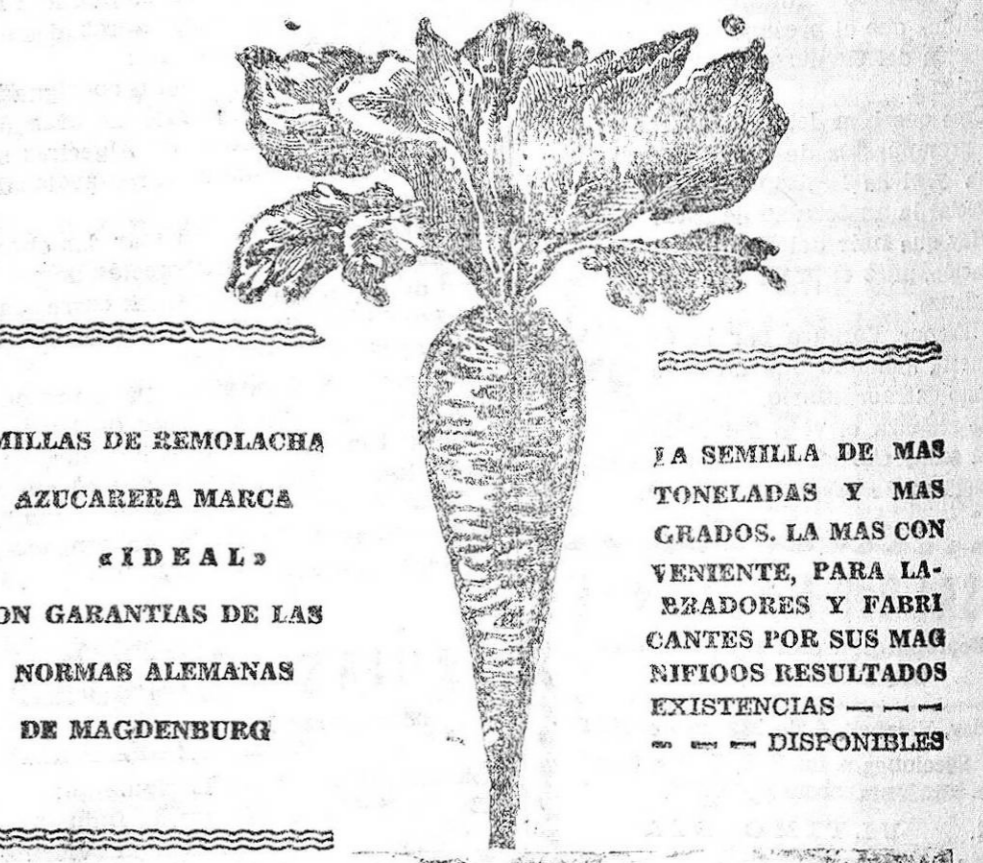 MILLAS DE REMOLACHA
AZUCARERA MARCA
«IDEAL»
ON GARANTIAS DE LAS
NORMAS ALEMANAS
DE MAGDENBURG
LA SEMILLA DE MAS
TONELADAS Y MAS
GRADOS. LA MAS CON
VENIENTE, PARA LA-
BRADORES Y FABRI
CANTES POR SUS MAG
NIFICOS RESULTADOS
EXISTENCIAS — — —
— — — DISPONIBLES